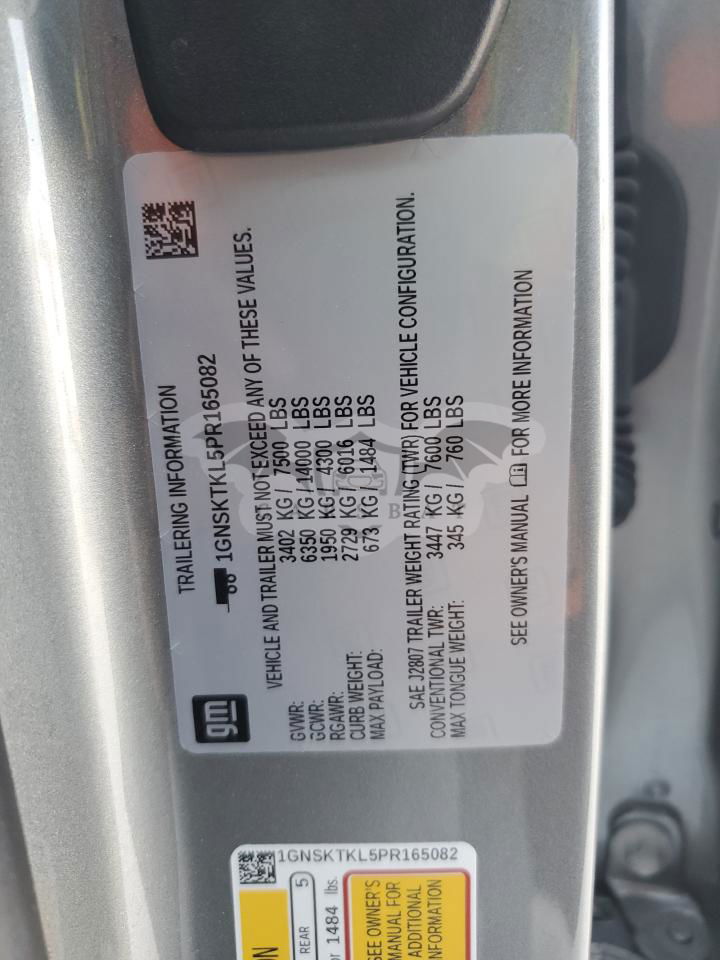 gm
TRAILERING INFORMATION
1GNSKTKL5PR165082
VEHICLE AND TRAILER MUST NOT EXCEED ANY OF THESE VALUES.
GVWR: 3402 KG / 7500 LBS
GCWR: 6350 KG / 14000 LBS
RGAWR: 1950 KG / 4300 LBS
CURB WEIGHT: 2729 KG / 6016 LBS
MAX PAYLOAD: 673 KG / 1484 LBS
SAE J2807 TRAILER WEIGHT RATING (TWR) FOR VEHICLE CONFIGURATION.
CONVENTIONAL TWR: 3447 KG / 7600 LBS
MAX TONGUE WEIGHT: 345 KG / 760 LBS
SEE OWNER'S MANUAL FOR MORE INFORMATION
1GNSKTKL5PR165082
REAR 5
or 1484 lbs.
SEE OWNER'S
MANUAL FOR
ADDITIONAL
INFORMATION